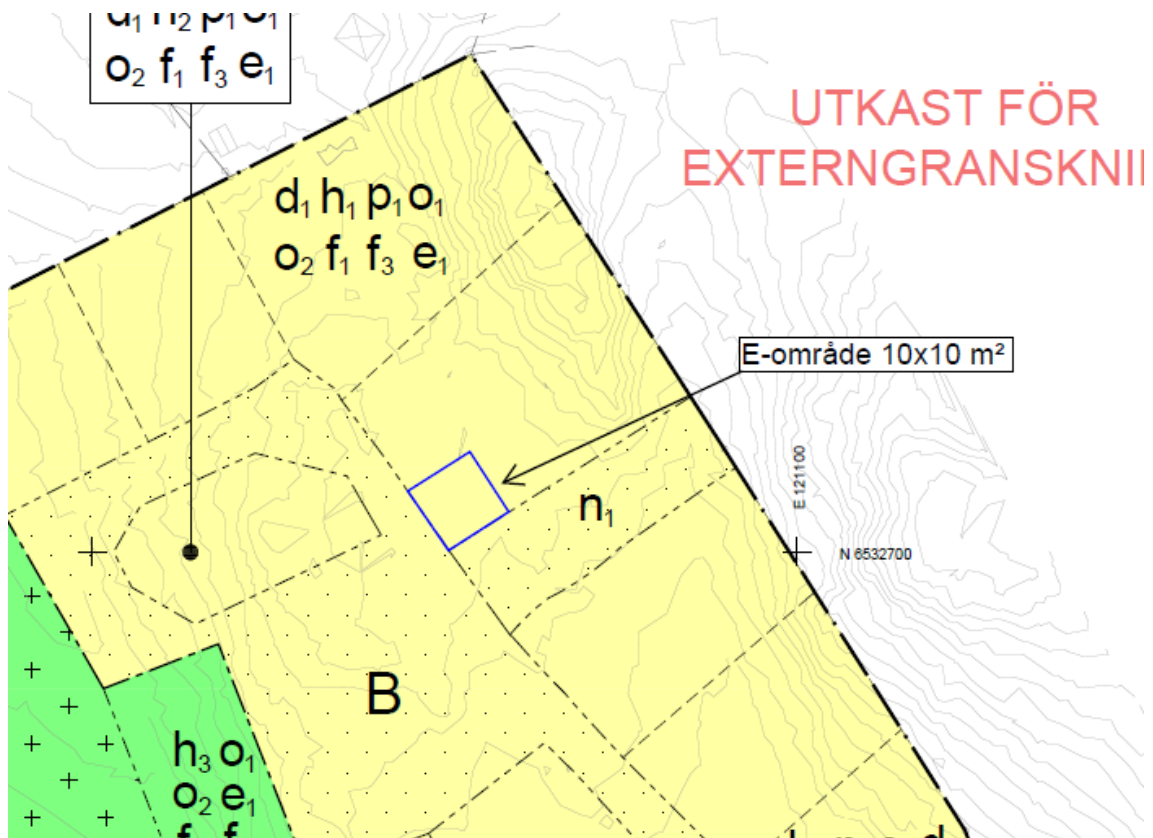 o₂ f₁ f₃ e₁
UTKAST FÖR
d₁ h₁ p₁ o₁
o₂ f₁ f₃ e₁
E-område 10x10 m²
E 121100
n₁
N 6532700
B
h₃ o₁
o₂ e₁